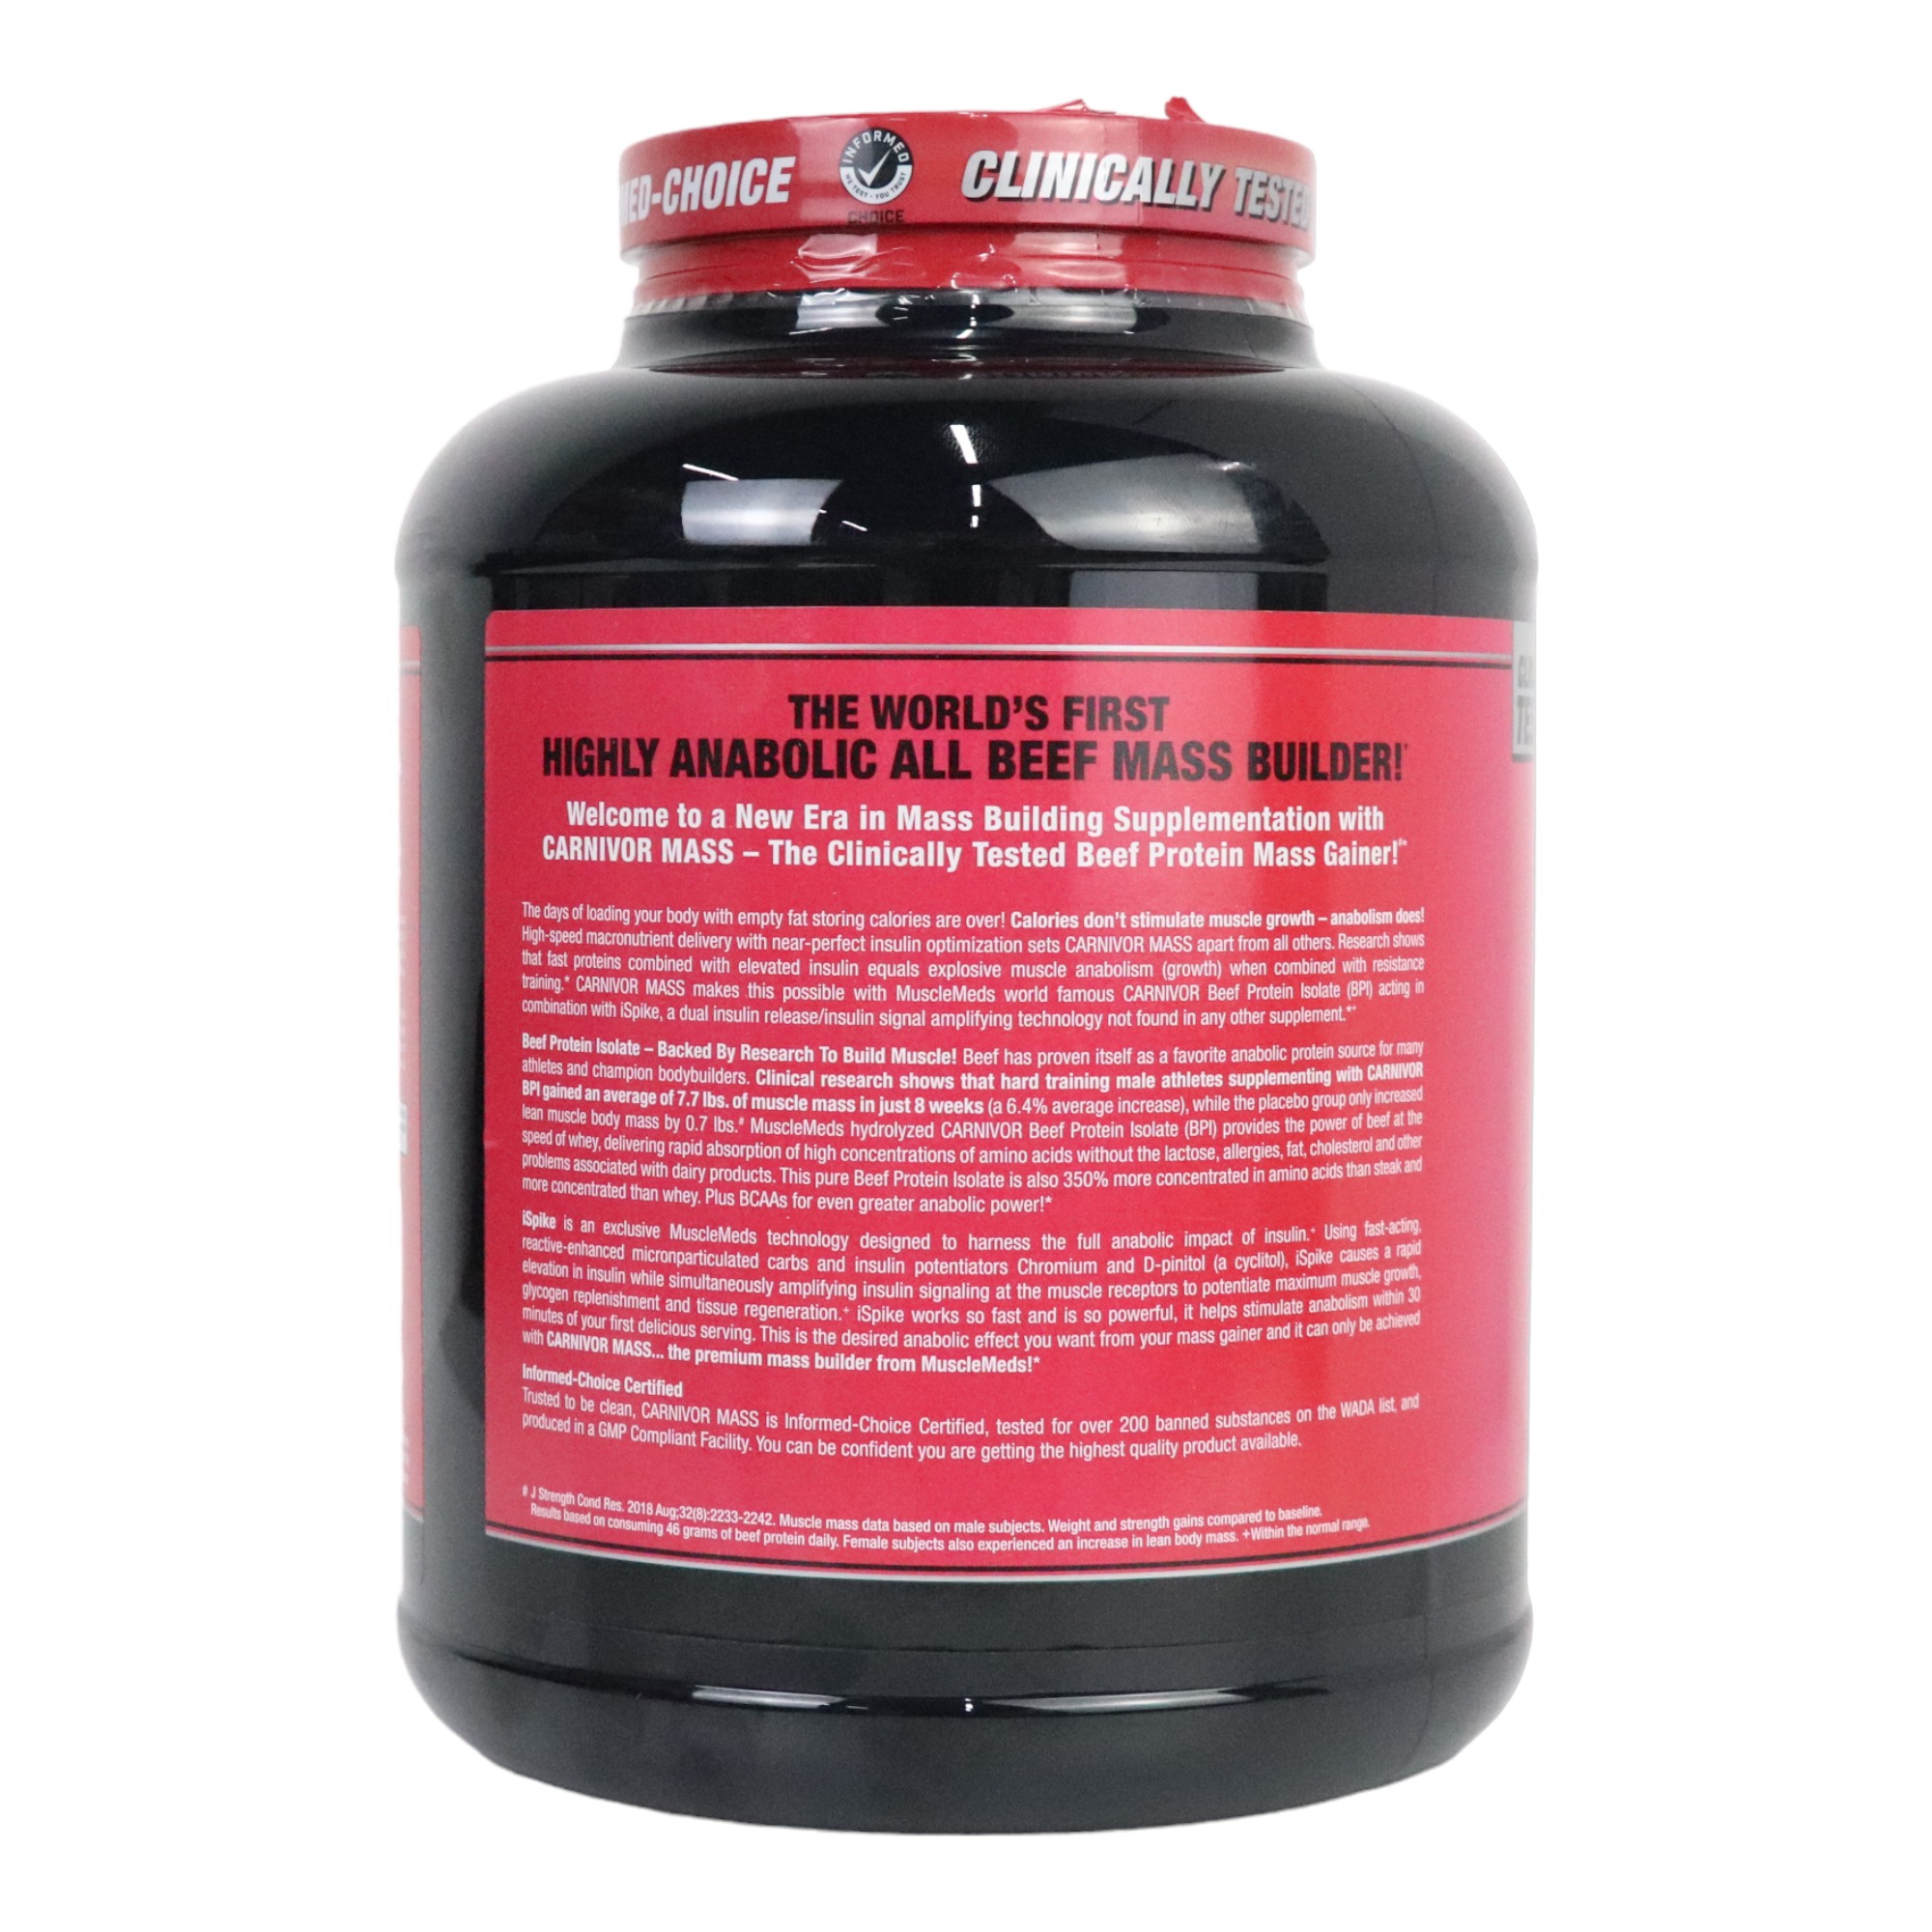 ED-CHOICE
INFORMED
WE TEST · YOU TRUST
CHOICE
CLINICALLY TESTED
THE WORLD'S FIRST
HIGHLY ANABOLIC ALL BEEF MASS BUILDER!*
Welcome to a New Era in Mass Building Supplementation with
CARNIVOR MASS – The Clinically Tested Beef Protein Mass Gainer!#*
The days of loading your body with empty fat storing calories are over! Calories don't stimulate muscle growth – anabolism does!
High-speed macronutrient delivery with near-perfect insulin optimization sets CARNIVOR MASS apart from all others. Research shows
that fast proteins combined with elevated insulin equals explosive muscle anabolism (growth) when combined with resistance
training.* CARNIVOR MASS makes this possible with MuscleMeds world famous CARNIVOR Beef Protein Isolate (BPI) acting in
combination with iSpike, a dual insulin release/insulin signal amplifying technology not found in any other supplement.*+
Beef Protein Isolate – Backed By Research To Build Muscle! Beef has proven itself as a favorite anabolic protein source for many
athletes and champion bodybuilders. Clinical research shows that hard training male athletes supplementing with CARNIVOR
BPI gained an average of 7.7 lbs. of muscle mass in just 8 weeks (a 6.4% average increase), while the placebo group only increased
lean muscle body mass by 0.7 lbs.# MuscleMeds hydrolyzed CARNIVOR Beef Protein Isolate (BPI) provides the power of beef at the
speed of whey, delivering rapid absorption of high concentrations of amino acids without the lactose, allergies, fat, cholesterol and other
problems associated with dairy products. This pure Beef Protein Isolate is also 350% more concentrated in amino acids than steak and
more concentrated than whey. Plus BCAAs for even greater anabolic power!*
iSpike is an exclusive MuscleMeds technology designed to harness the full anabolic impact of insulin.+ Using fast-acting,
reactive-enhanced micronparticulated carbs and insulin potentiators Chromium and D-pinitol (a cyclitol), iSpike causes a rapid
elevation in insulin while simultaneously amplifying insulin signaling at the muscle receptors to potentiate maximum muscle growth,
glycogen replenishment and tissue regeneration.+ iSpike works so fast and is so powerful, it helps stimulate anabolism within 30
minutes of your first delicious serving. This is the desired anabolic effect you want from your mass gainer and it can only be achieved
with CARNIVOR MASS... the premium mass builder from MuscleMeds!*
Informed-Choice Certified
Trusted to be clean, CARNIVOR MASS is Informed-Choice Certified, tested for over 200 banned substances on the WADA list, and
produced in a GMP Compliant Facility. You can be confident you are getting the highest quality product available.
# J Strength Cond Res. 2018 Aug;32(8):2233-2242. Muscle mass data based on male subjects. Weight and strength gains compared to baseline.
Results based on consuming 46 grams of beef protein daily. Female subjects also experienced an increase in lean body mass. +Within the normal range.